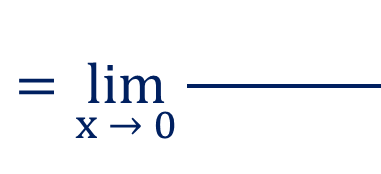 = lim
x → 0